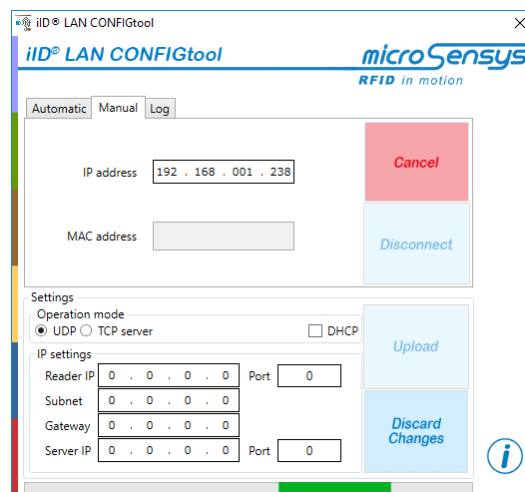 iID® LAN CONFIGtool
iID® LAN CONFIGtool
microSensys
RFID in motion
Automatic Manual Log
IP address 192 . 168 . 001 . 238
Cancel
MAC address
Disconnect
Settings
Operation mode
UDP TCP server DHCP
Upload
IP settings
Reader IP 0 . 0 . 0 . 0 Port 0
Subnet 0 . 0 . 0 . 0
Gateway 0 . 0 . 0 . 0
Discard
Changes
Server IP 0 . 0 . 0 . 0 Port 0
i